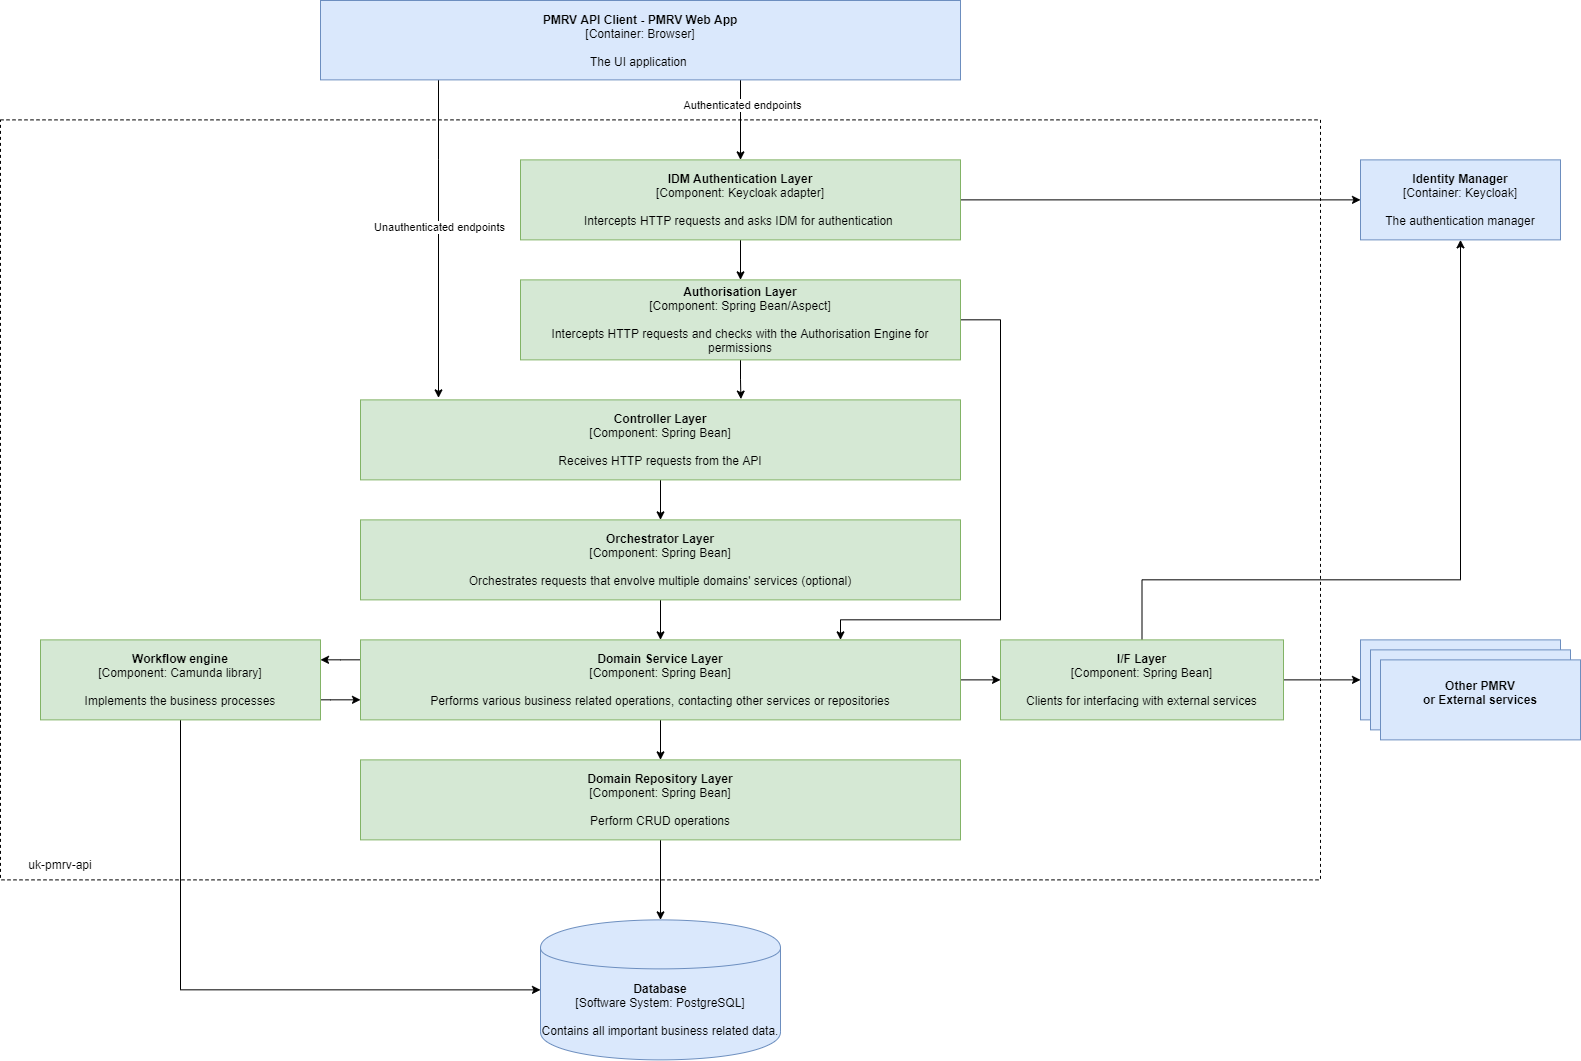 PMRV API Client - PMRV Web App
[Container: Browser]
The UI application
Authenticated endpoints
IDM Authentication Layer
[Component: Keycloak adapter]
Intercepts HTTP requests and asks IDM for authentication
Identity Manager
[Container: Keycloak]
The authentication manager
Unauthenticated endpoints
Authorisation Layer
[Component: Spring Bean/Aspect]
Intercepts HTTP requests and checks with the Authorisation Engine for
permissions
Controller Layer
[Component: Spring Bean]
Receives HTTP requests from the API
Orchestrator Layer
[Component: Spring Bean]
Orchestrates requests that envolve multiple domains' services (optional)
Workflow engine
[Component: Camunda library]
Implements the business processes
Domain Service Layer
[Component: Spring Bean]
Performs various business related operations, contacting other services or repositories
I/F Layer
[Component: Spring Bean]
Clients for interfacing with external services
Other PMRV
or External services
Domain Repository Layer
[Component: Spring Bean]
Perform CRUD operations
uk-pmrv-api
Database
[Software System: PostgreSQL]
Contains all important business related data.